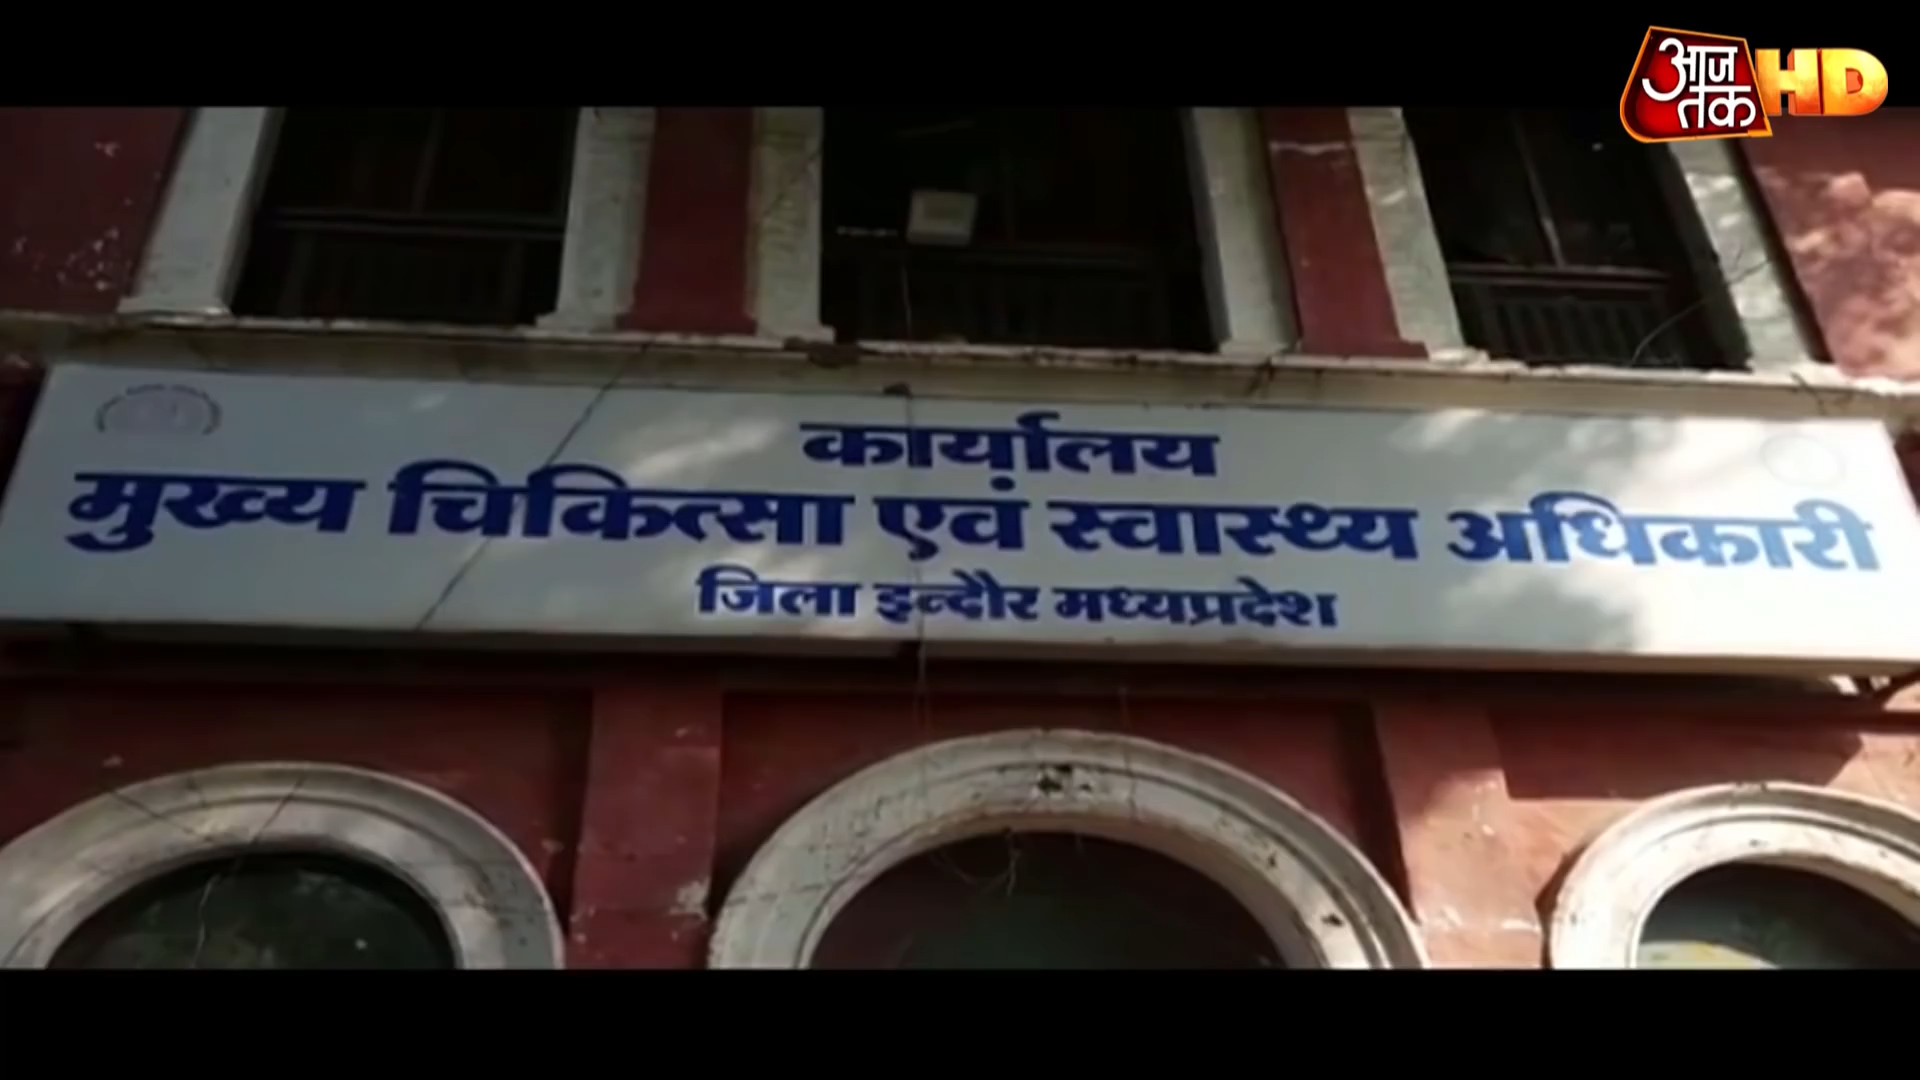 आज
तक HD
कार्यालय
मुख्य चिकित्सा एवं स्वास्थ्य अधिकारी
जिला इन्दौर मध्यप्रदेश